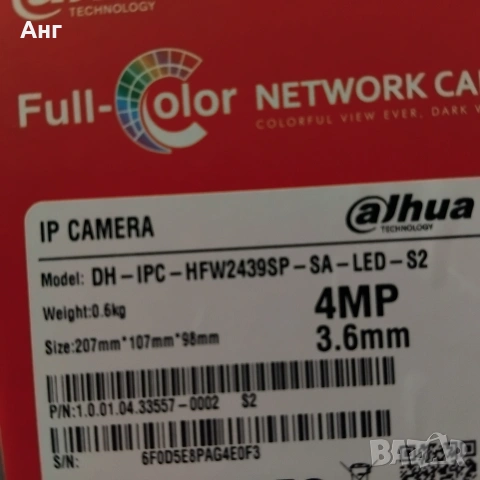 alhua
TECHNOLOGY
Анг
Full-Color NETWORK CA
COLORFUL VIEW EVER, DARK
IP CAMERA
alhua
TECHNOLOGY
Model: DH-IPC-HFW2439SP-SA-LED-S2
Weight:0.6kg
4MP
Size:207mm*107mm*98mm
3.6mm
P/N:1.0.01.04.33557-0002 S2
S/N: 6F0D5E8PAG4E0F3
BAZAR